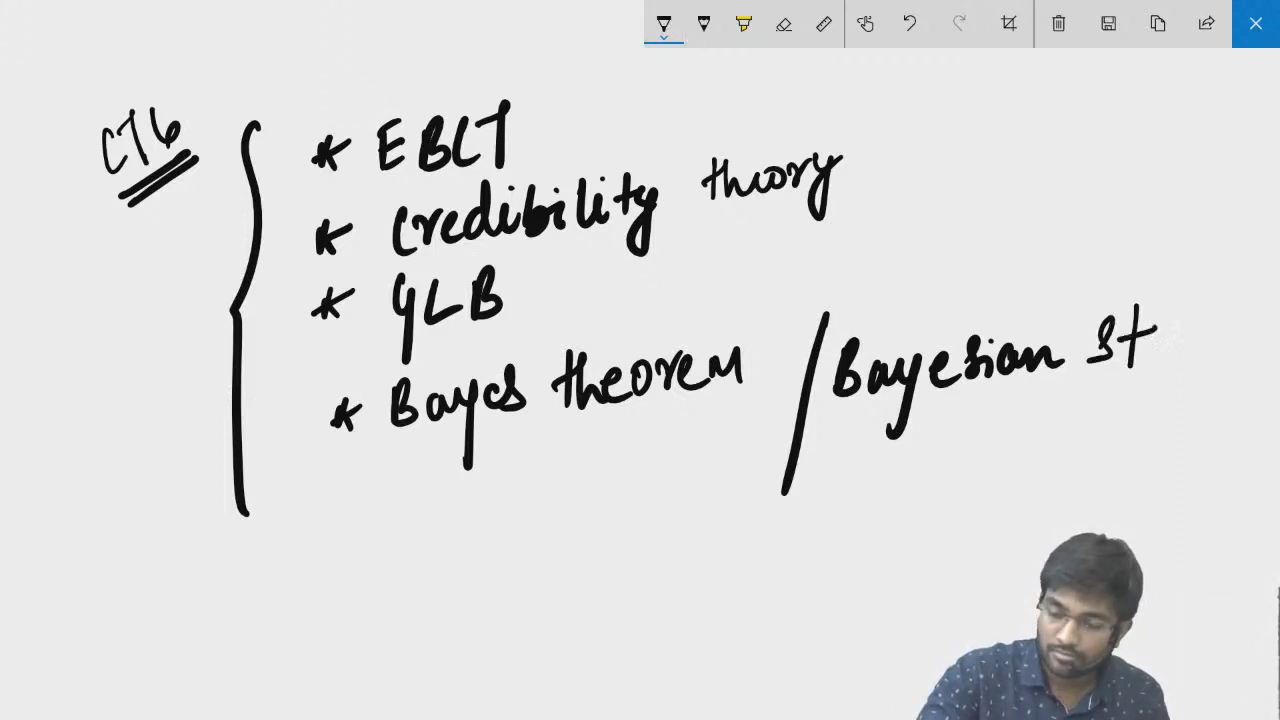 CT6
* EBCT
* Credibility theory
* GLB
* Bayes theorem / Bayesian st